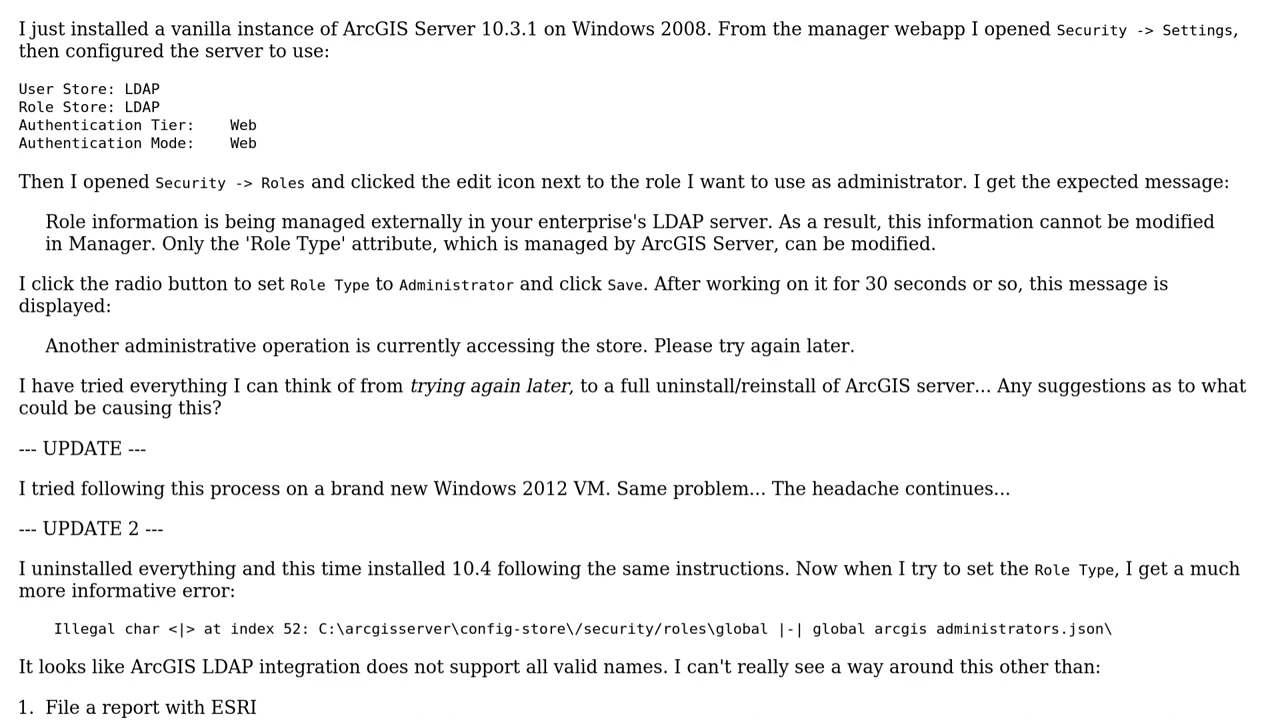 I just installed a vanilla instance of ArcGIS Server 10.3.1 on Windows 2008. From the manager webapp I opened Security -> Settings,
then configured the server to use:
User Store: LDAP
Role Store: LDAP
Authentication Tier:    Web
Authentication Mode:    Web
Then I opened Security -> Roles and clicked the edit icon next to the role I want to use as administrator. I get the expected message:
Role information is being managed externally in your enterprise's LDAP server. As a result, this information cannot be modified
in Manager. Only the 'Role Type' attribute, which is managed by ArcGIS Server, can be modified.
I click the radio button to set Role Type to Administrator and click Save. After working on it for 30 seconds or so, this message is
displayed:
Another administrative operation is currently accessing the store. Please try again later.
I have tried everything I can think of from trying again later, to a full uninstall/reinstall of ArcGIS server... Any suggestions as to what
could be causing this?
--- UPDATE ---
I tried following this process on a brand new Windows 2012 VM. Same problem... The headache continues...
--- UPDATE 2 ---
I uninstalled everything and this time installed 10.4 following the same instructions. Now when I try to set the Role Type, I get a much
more informative error:
Illegal char <|> at index 52: C:\arcgisserver\config-store\/security/roles\global |-| global arcgis administrators.json\
It looks like ArcGIS LDAP integration does not support all valid names. I can't really see a way around this other than:
1. File a report with ESRI